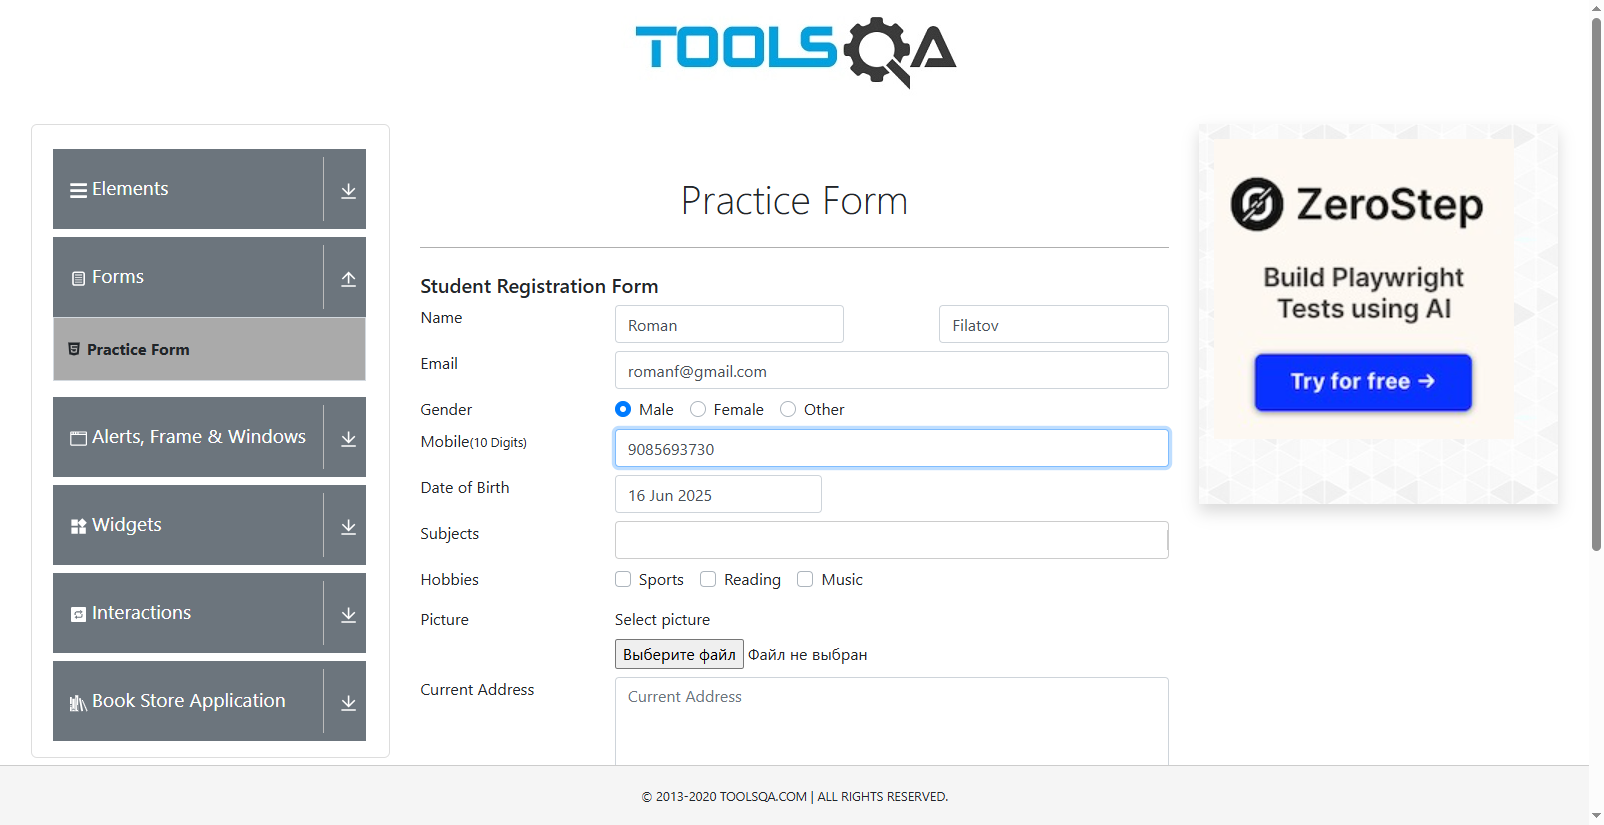 TOOLSQA
Elements
Forms
Practice Form
Alerts, Frame & Windows
Widgets
Interactions
Book Store Application
Practice Form
Student Registration Form
Name
Roman
Filatov
Email
romanf@gmail.com
Gender
Male
Female
Other
Mobile(10 Digits)
9085693730
Date of Birth
16 Jun 2025
Subjects
Hobbies
Sports
Reading
Music
Picture
Select picture
Выберите файл Файл не выбран
Current Address
Current Address
ZeroStep
Build Playwright
Tests using AI
Try for free →
© 2013-2020 TOOLSQA.COM | ALL RIGHTS RESERVED.